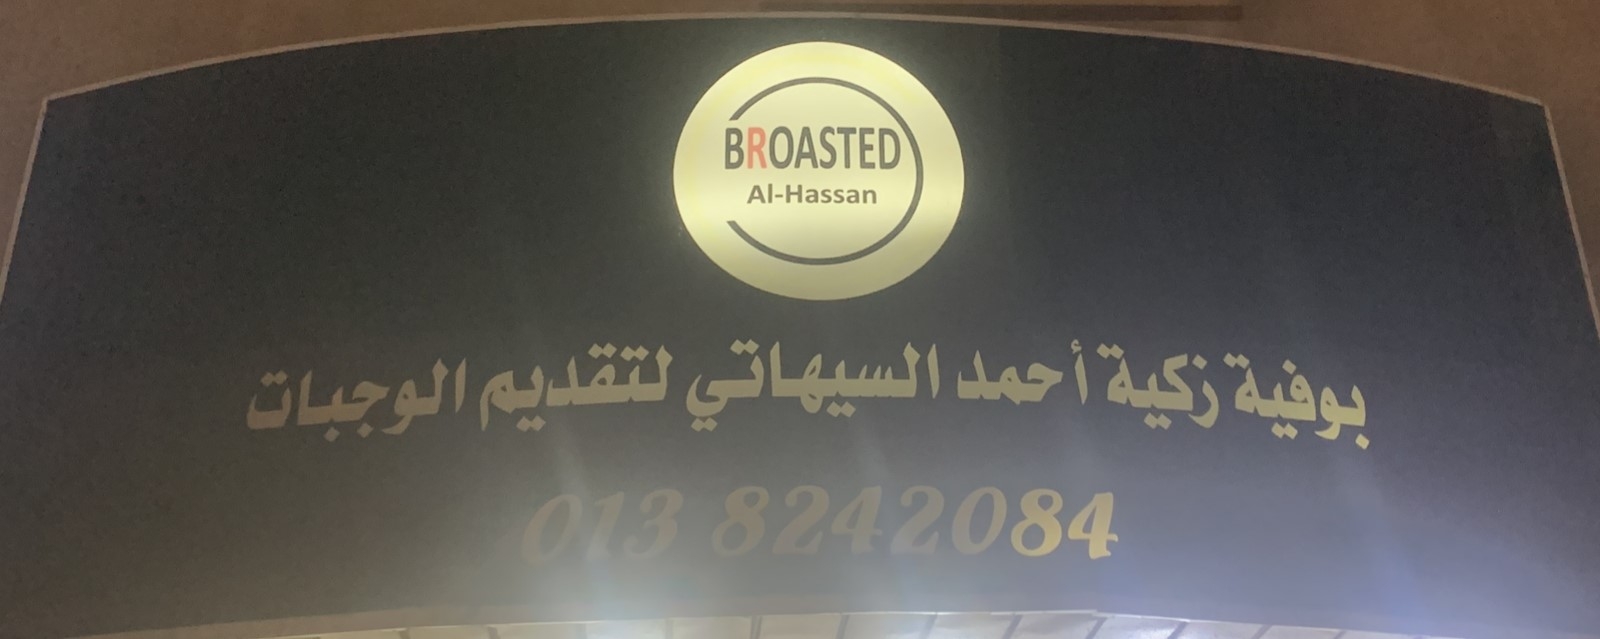 BROASTED
Al-Hassan
بوفية زكية أحمد السيهاتي لتقديم الوجبات
013 8242084